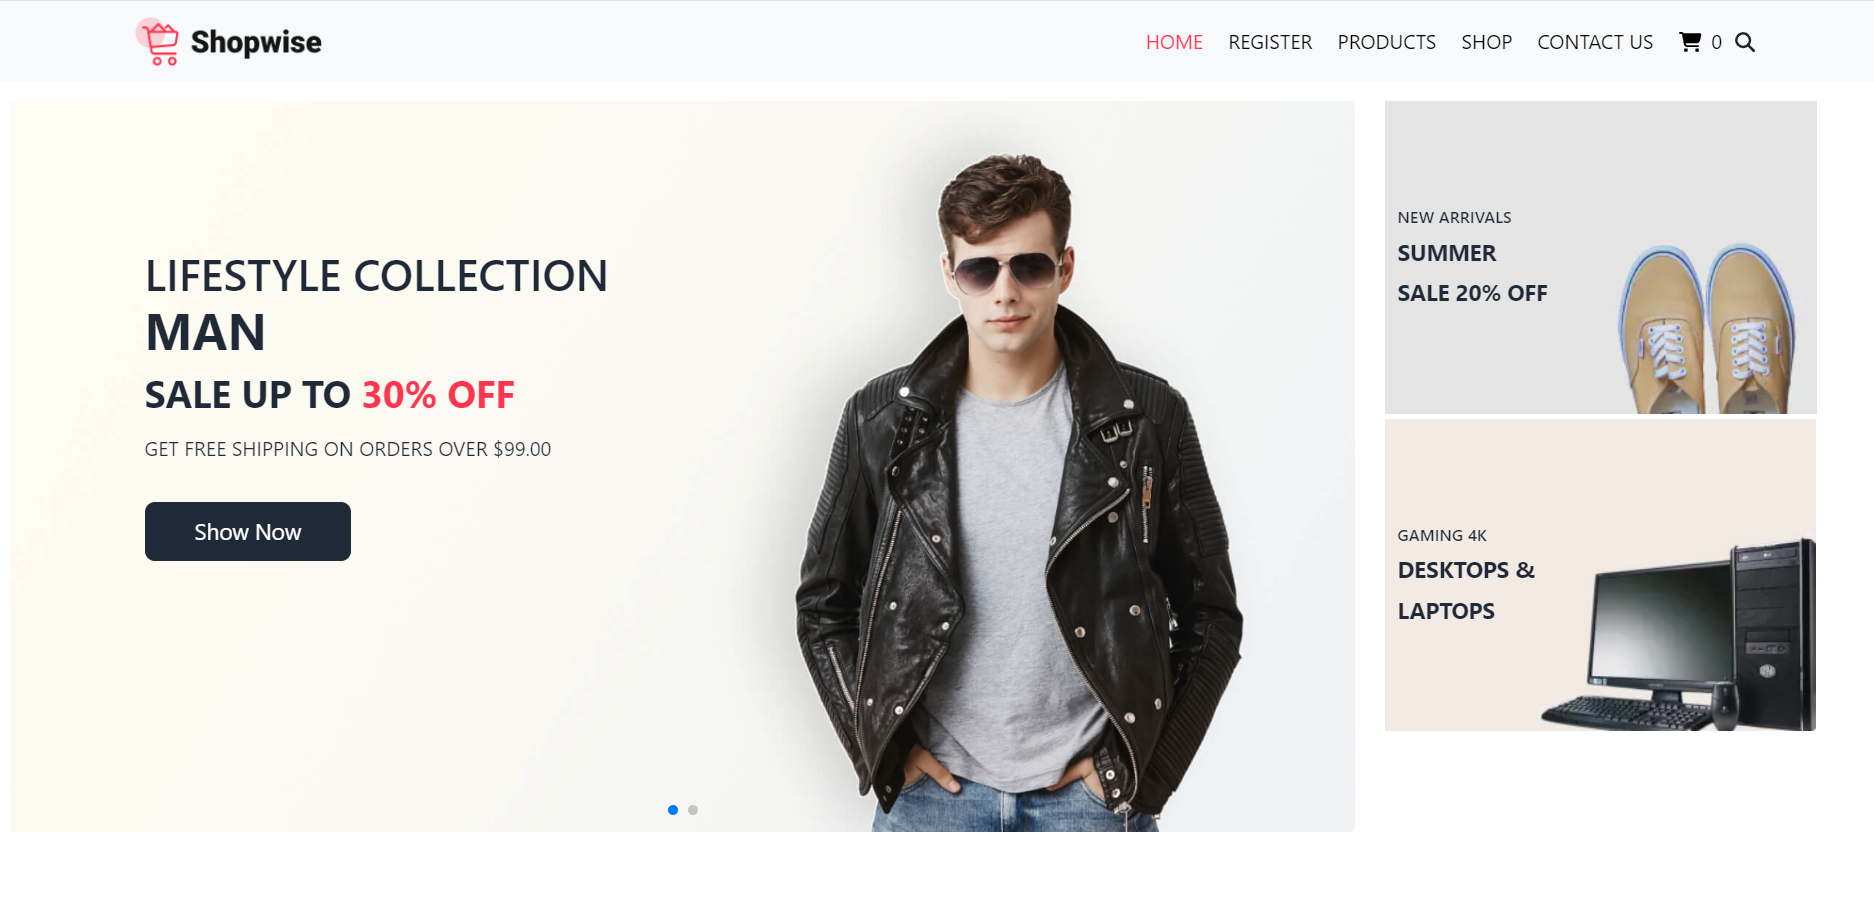 Shopwise
HOME REGISTER PRODUCTS SHOP CONTACT US 0
LIFESTYLE COLLECTION
MAN
SALE UP TO 30% OFF
GET FREE SHIPPING ON ORDERS OVER $99.00
Show Now
NEW ARRIVALS
SUMMER
SALE 20% OFF
GAMING 4K
DESKTOPS &
LAPTOPS